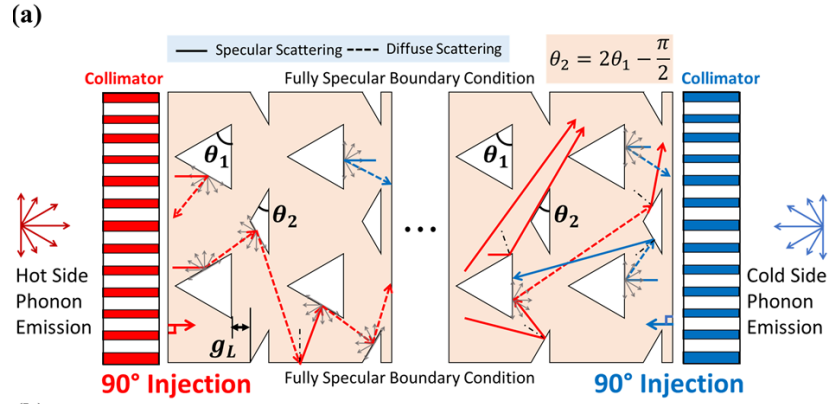 (a)
Specular Scattering
Diffuse Scattering
θ₂ = 2θ₁ − π/2
Collimator
Fully Specular Boundary Condition
Collimator
θ₁
θ₁
θ₂
θ₂
...
Hot Side
Phonon
Emission
Cold Side
Phonon
Emission
g_L
90° Injection
Fully Specular Boundary Condition
90° Injection